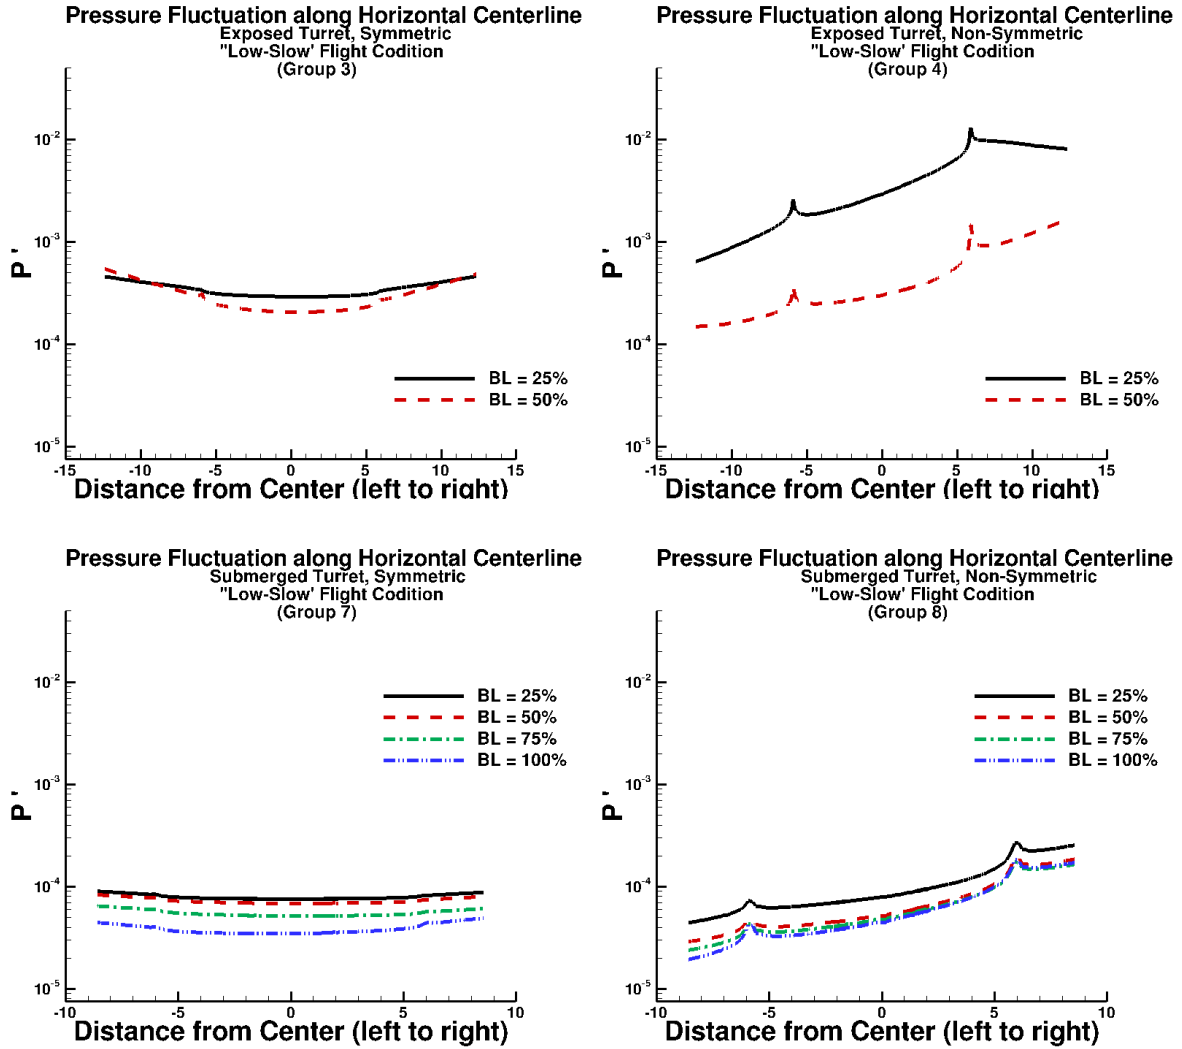 Pressure Fluctuation along Horizontal Centerline
Exposed Turret, Symmetric
"Low-Slow' Flight Codition
(Group 3)
P'
10-2
10-3
10-4
10-5
BL = 25%
BL = 50%
-15 -10 -5 0 5 10 15
Distance from Center (left to right)
Pressure Fluctuation along Horizontal Centerline
Exposed Turret, Non-Symmetric
"Low-Slow' Flight Codition
(Group 4)
P'
10-2
10-3
10-4
10-5
BL = 25%
BL = 50%
-15 -10 -5 0 5 10 15
Distance from Center (left to right)
Pressure Fluctuation along Horizontal Centerline
Submerged Turret, Symmetric
"Low-Slow' Flight Codition
(Group 7)
P'
10-2
10-3
10-4
10-5
BL = 25%
BL = 50%
BL = 75%
BL = 100%
-10 -5 0 5 10
Distance from Center (left to right)
Pressure Fluctuation along Horizontal Centerline
Submerged Turret, Non-Symmetric
"Low-Slow' Flight Codition
(Group 8)
P'
10-2
10-3
10-4
10-5
BL = 25%
BL = 50%
BL = 75%
BL = 100%
-10 -5 0 5 10
Distance from Center (left to right)